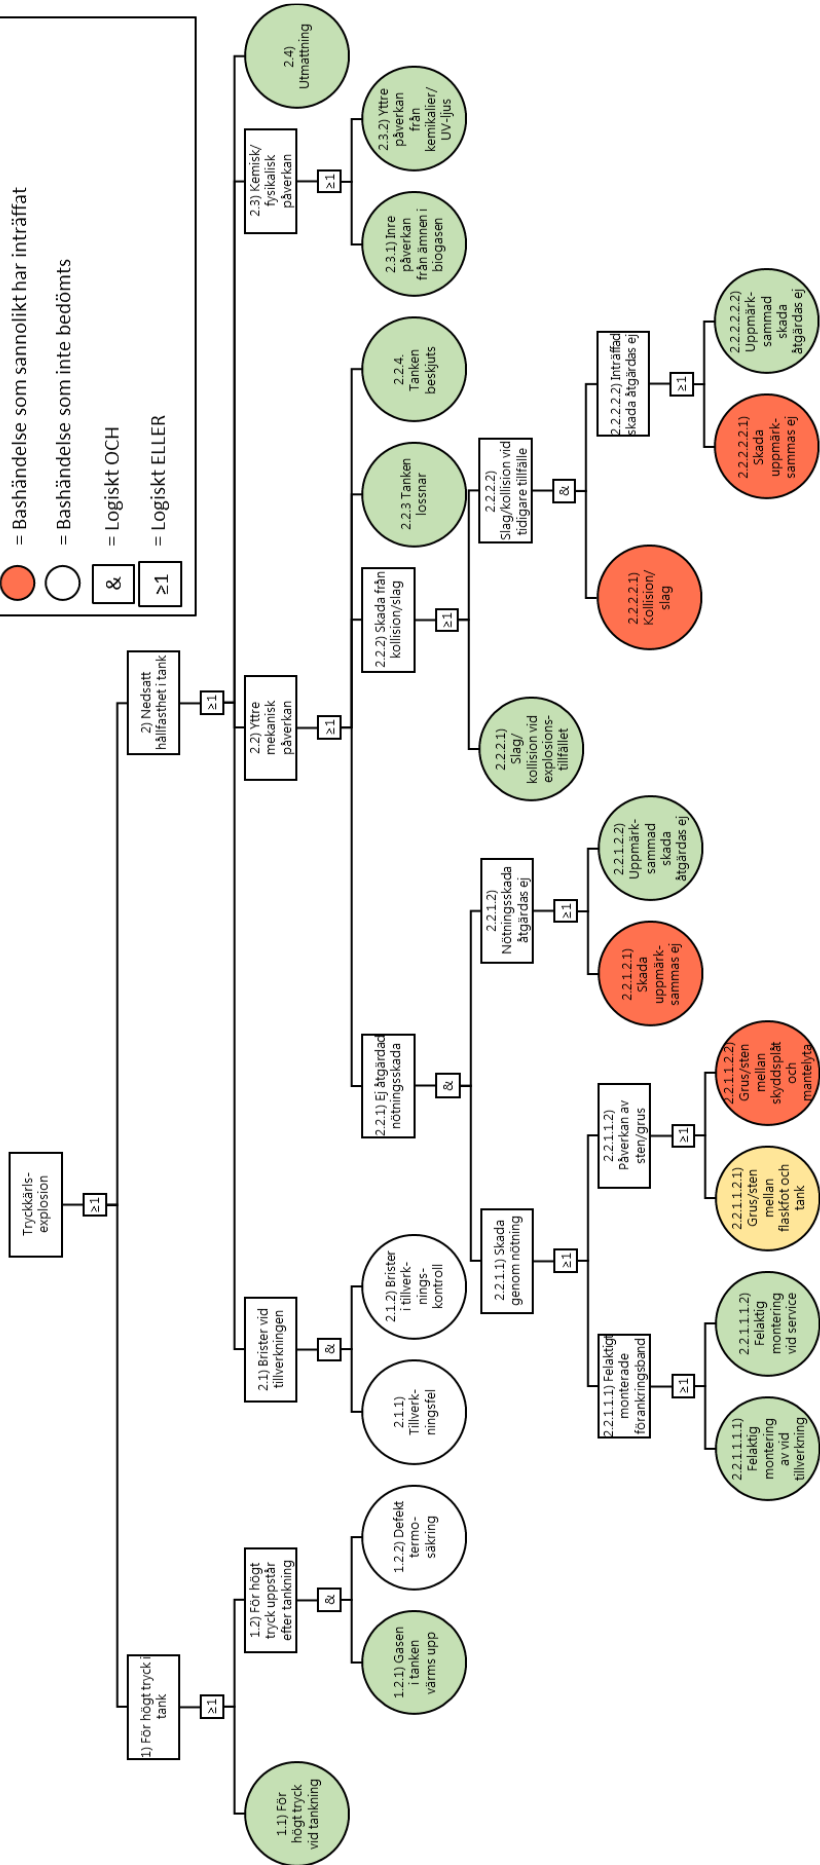 = Bashändelse som sannolikt har inträffat
= Bashändelse som inte bedömts
&
= Logiskt OCH
≥1
= Logiskt ELLER
Tryckkärls-
explosion
≥1
1) För högt tryck i
tank
≥1
2) Nedsatt
hållfasthet i tank
≥1
1.1) För
högt tryck
vid tankning
1.2) För högt
tryck uppstår
efter tankning
&
2.1) Brister vid
tillverkningen
&
2.2) Yttre
mekanisk
påverkan
≥1
2.3) Kemisk/
fysikalisk
påverkan
≥1
2.4)
Utmattning
1.2.1) Gasen
i tanken
värms upp
1.2.2) Defekt
termo-
säkring
2.1.1)
Tillverk-
ningsfel
2.1.2) Brister
i tillverk-
nings-
kontroll
2.2.1) Ej åtgärdad
nötningsskada
&
2.2.2) Skada från
kollision/slag
≥1
2.2.3 Tanken
lossnar
2.2.4.
Tanken
beskjuts
2.3.1) Inre
påverkan
från ämnen i
biogasen
2.3.2) Yttre
påverkan
från
kemikalier/
UV-ljus
2.2.1.1) Skada
genom nötning
≥1
2.2.1.2)
Nötningsskada
åtgärdas ej
≥1
2.2.2.1)
Slag/
kollision vid
explosions-
tillfället
2.2.2.2)
Slag/kollision vid
tidigare tillfälle
&
2.2.1.1.1) Felaktigt
monterade
förankringsband
≥1
2.2.1.1.2)
Påverkan av
sten/grus
≥1
2.2.1.2.1)
Skada
uppmärk-
sammas ej
2.2.1.2.2)
Uppmärk-
sammad
skada
åtgärdas ej
2.2.2.2.1)
Kollision/
slag
2.2.2.2.2) Inträffad
skada åtgärdas ej
≥1
2.2.1.1.1.1)
Felaktig
montering
av vid
tillverkning
2.2.1.1.1.2)
Felaktig
montering
vid service
2.2.1.1.2.1)
Grus/sten
mellan
flaskfot och
tank
2.2.1.1.2.2)
Grus/sten
mellan
skyddsplåt
och
mantelyta
2.2.2.2.2.1)
Skada
uppmärk-
sammas ej
2.2.2.2.2.2)
Uppmärk-
sammad
skada
åtgärdas ej